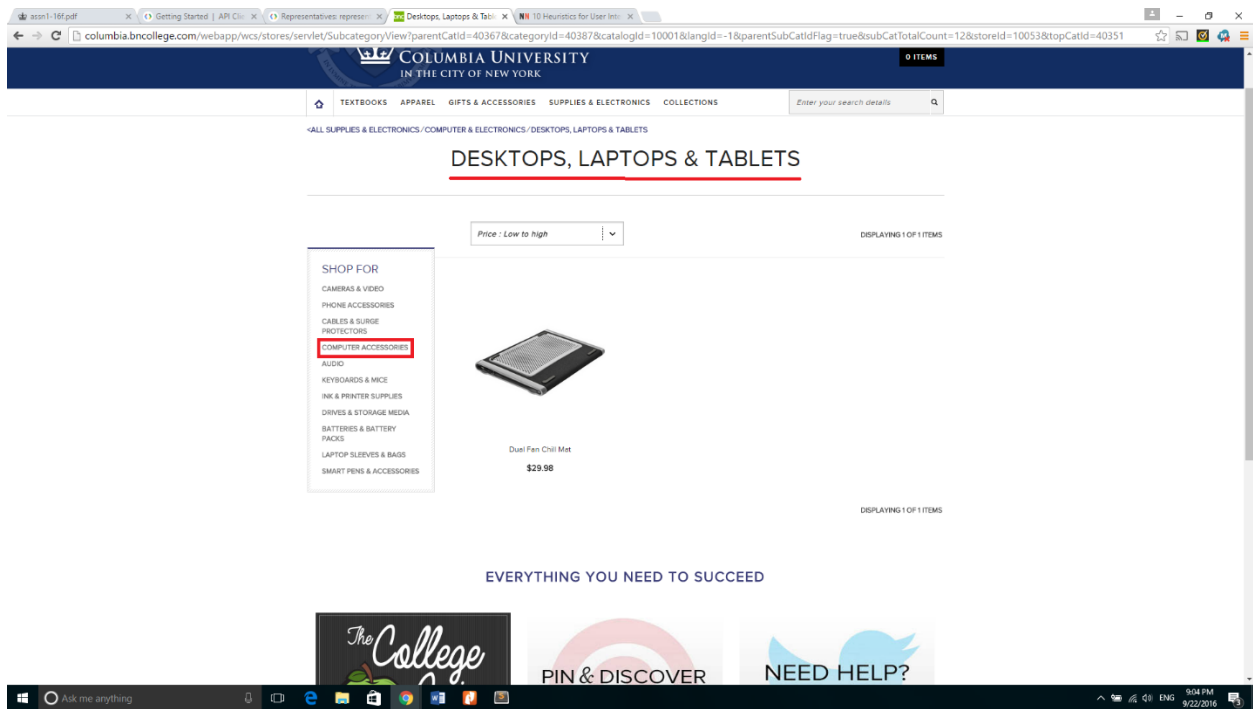 assn1-16f.pdf
Getting Started | API Clie
Representatives: represen
Desktops, Laptops & Table
10 Heuristics for User Inte
columbia.bncollege.com/webapp/wcs/stores/servlet/SubcategoryView?parentCatId=40367&categoryId=40387&catalogId=10001&langId=-1&parentSubCatIdFlag=true&subCatTotalCount=12&storeId=10053&topCatId=40351
COLUMBIA UNIVERSITY
IN THE CITY OF NEW YORK
0 ITEMS
TEXTBOOKS APPAREL GIFTS & ACCESSORIES SUPPLIES & ELECTRONICS COLLECTIONS
Enter your search details
<ALL SUPPLIES & ELECTRONICS/COMPUTER & ELECTRONICS/DESKTOPS, LAPTOPS & TABLETS
DESKTOPS, LAPTOPS & TABLETS
Price : Low to high
DISPLAYING 1 OF 1 ITEMS
SHOP FOR
CAMERAS & VIDEO
PHONE ACCESSORIES
CABLES & SURGE
PROTECTORS
COMPUTER ACCESSORIES
AUDIO
KEYBOARDS & MICE
INK & PRINTER SUPPLIES
DRIVES & STORAGE MEDIA
BATTERIES & BATTERY
PACKS
LAPTOP SLEEVES & BAGS
SMART PENS & ACCESSORIES
Dual Fan Chill Mat
$29.98
DISPLAYING 1 OF 1 ITEMS
EVERYTHING YOU NEED TO SUCCEED
The College
PIN & DISCOVER
NEED HELP?
Ask me anything
ENG
9:04 PM
9/22/2016